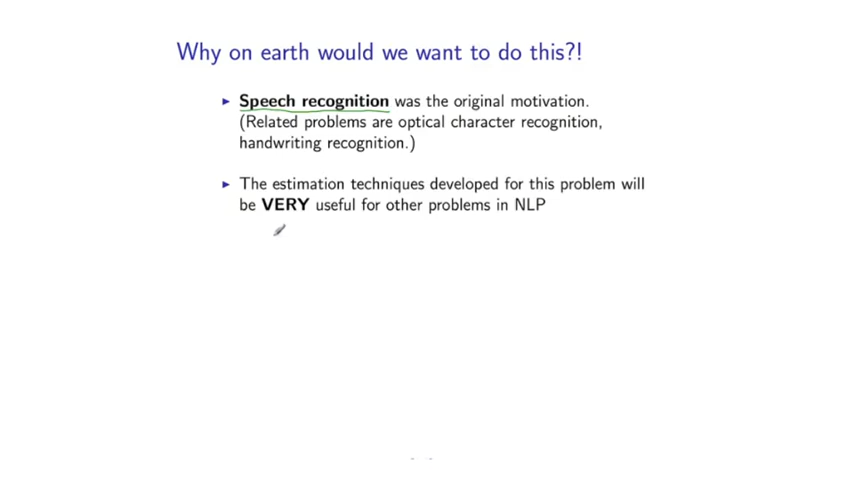 Why on earth would we want to do this?!
▶ Speech recognition was the original motivation.
(Related problems are optical character recognition,
handwriting recognition.)
▶ The estimation techniques developed for this problem will
be VERY useful for other problems in NLP